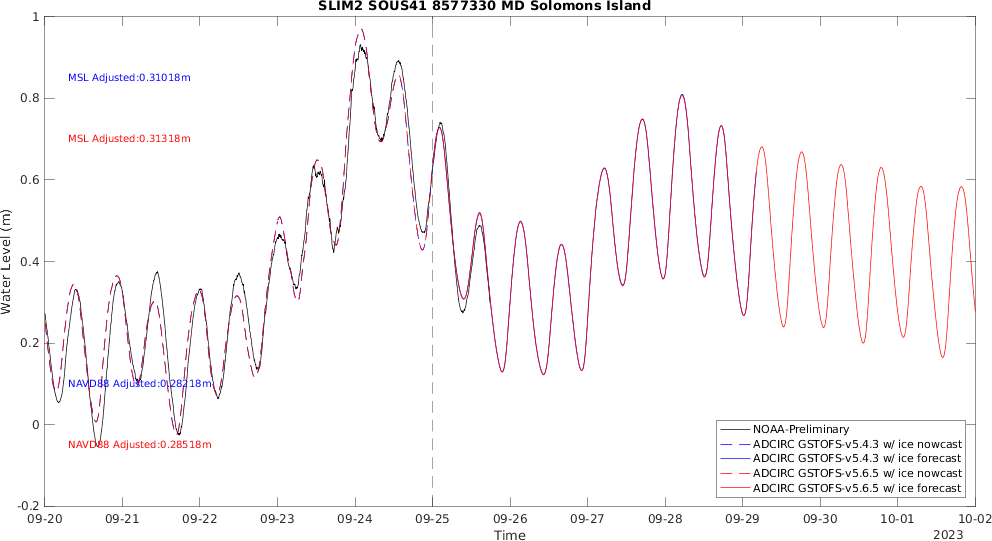 SLIM2 SOUS41 8577330 MD Solomons Island
1
0.8
0.6
0.4
0.2
0
-0.2
Water Level (m)
MSL Adjusted:0.31018m
MSL Adjusted:0.31318m
NAVD88 Adjusted:0.28218m
NAVD88 Adjusted:0.28518m
NOAA-Preliminary
ADCIRC GSTOFS-v5.4.3 w/ ice nowcast
ADCIRC GSTOFS-v5.4.3 w/ ice forecast
ADCIRC GSTOFS-v5.6.5 w/ ice nowcast
ADCIRC GSTOFS-v5.6.5 w/ ice forecast
09-20 09-21 09-22 09-23 09-24 09-25 09-26 09-27 09-28 09-29 09-30 10-01 10-02
Time
2023